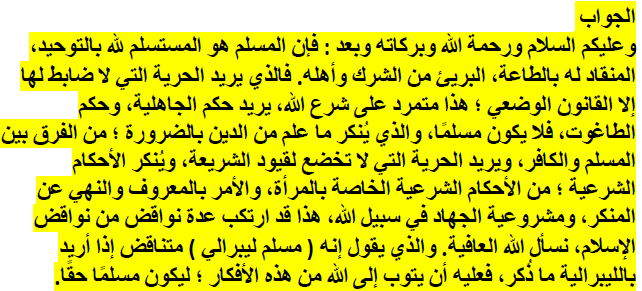 الجواب
وعليكم السلام ورحمة الله وبركاته وبعد : فإن المسلم هو المستسلم لله بالتوحيد،
المنقاد له بالطاعة، البريئ من الشرك وأهله. فالذي يريد الحرية التي لا ضابط لها
إلا القانون الوضعي ؛ هذا متمرد على شرع الله، يريد حكم الجاهلية، وحكم
الطاغوت، فلا يكون مسلمًا، والذي يُنكر ما علم من الدين بالضرورة ؛ من الفرق بين
المسلم والكافر، ويريد الحرية التي لا تخضع لقيود الشريعة، ويُنكر الأحكام
الشرعية ؛ من الأحكام الشرعية الخاصة بالمرأة، والأمر بالمعروف والنهي عن
المنكر، ومشروعية الجهاد في سبيل الله، هذا قد ارتكب عدة نواقض من نواقض
الإسلام، نسأل الله العافية. والذي يقول إنه ( مسلم ليبرالي ) متناقض إذا أريد
بالليبرالية ما ذُكر، فعليه أن يتوب إلى الله من هذه الأفكار ؛ ليكون مسلمًا حقًا.